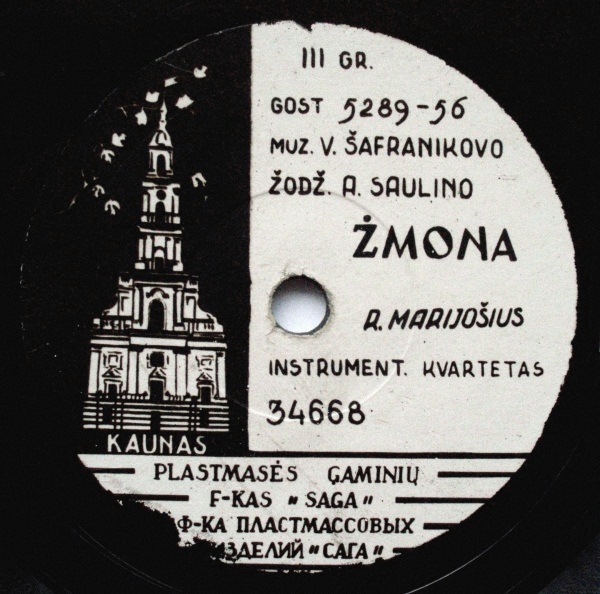 III GR.
GOST 5289-56
MUZ. V. ŠAFRANIKOVO
ŽODŽ. A. SAULINO
ŽMONA
R. MARIJOŠIUS
INSTRUMENT. KVARTETAS
34668
KAUNAS
PLASTMASĖS GAMINIŲ
F-KAS „SAGA"
Ф-КА ПЛАСТМАССОВЫХ
ИЗДЕЛИЙ „САГА"